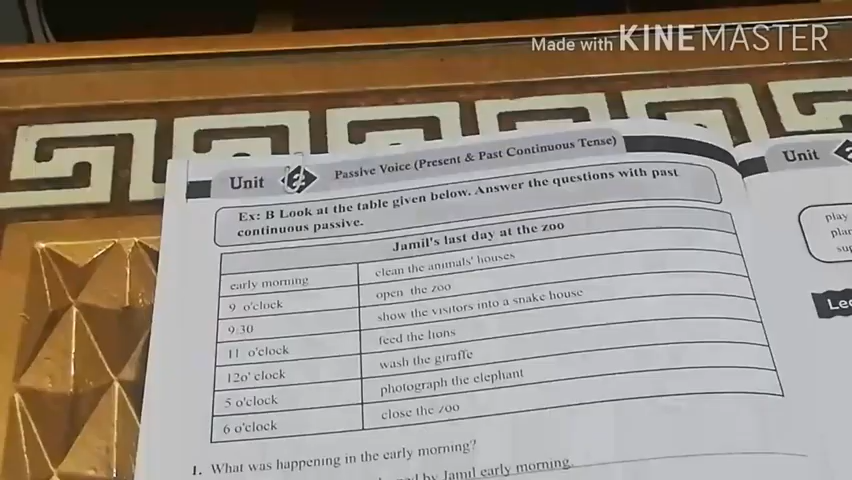 Made with KINEMASTER
Unit 2 Passive Voice (Present & Past Continuous Tense)
Ex: B Look at the table given below. Answer the questions with past
continuous passive.
Jamil's last day at the zoo
early morning clean the animals' houses
9 o'clock open the zoo
9.30 show the visitors into a snake house
11 o'clock feed the lions
12o' clock wash the giraffe
5 o'clock photograph the elephant
6 o'clock close the zoo
1. What was happening in the early morning?
by Jamil early morning.
Unit
play